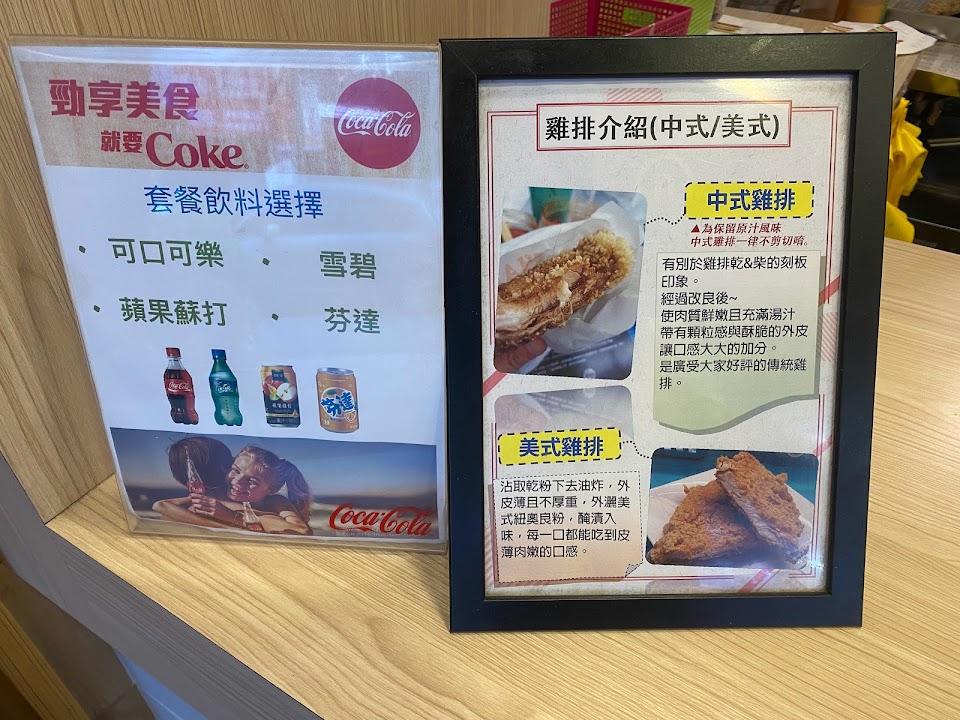 勁享美食
就要Coke
Coca-Cola
套餐飲料選擇
• 可口可樂
• 雪碧
• 蘋果蘇打
• 芬達
Coca-Cola
芬達
Coca-Cola
雞排介紹(中式/美式)
中式雞排
▲為保留原汁風味
中式雞排一律不剪切唷。
有別於雞排乾&柴的刻板
印象。
經過改良後~
使肉質鮮嫩且充滿湯汁
帶有顆粒感與酥脆的外皮
讓口感大大的加分。
是廣受大家好評的傳統雞
排。
美式雞排
沾取乾粉下去油炸，外
皮薄且不厚重，外灑美
式紐奧良粉，醃漬入
味，每一口都能吃到皮
薄肉嫩的口感。